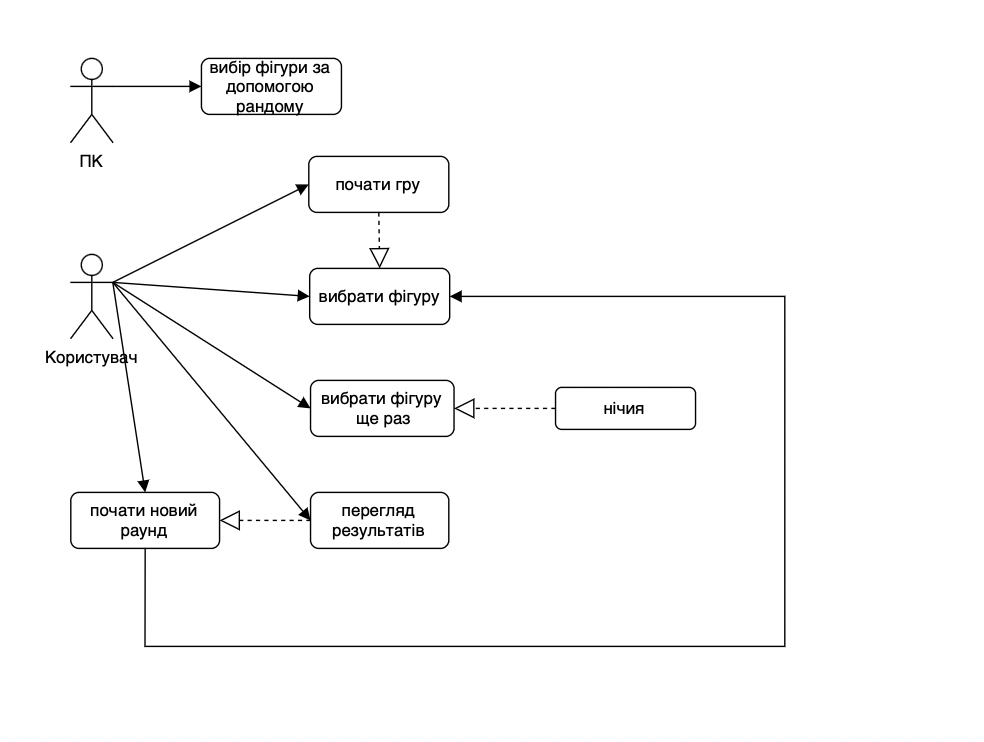 вибір фігури за
допомогою
рандому
ПК
почати гру
вибрати фігуру
Користувач
вибрати фігуру
ще раз
нічия
почати новий
раунд
перегляд
результатів